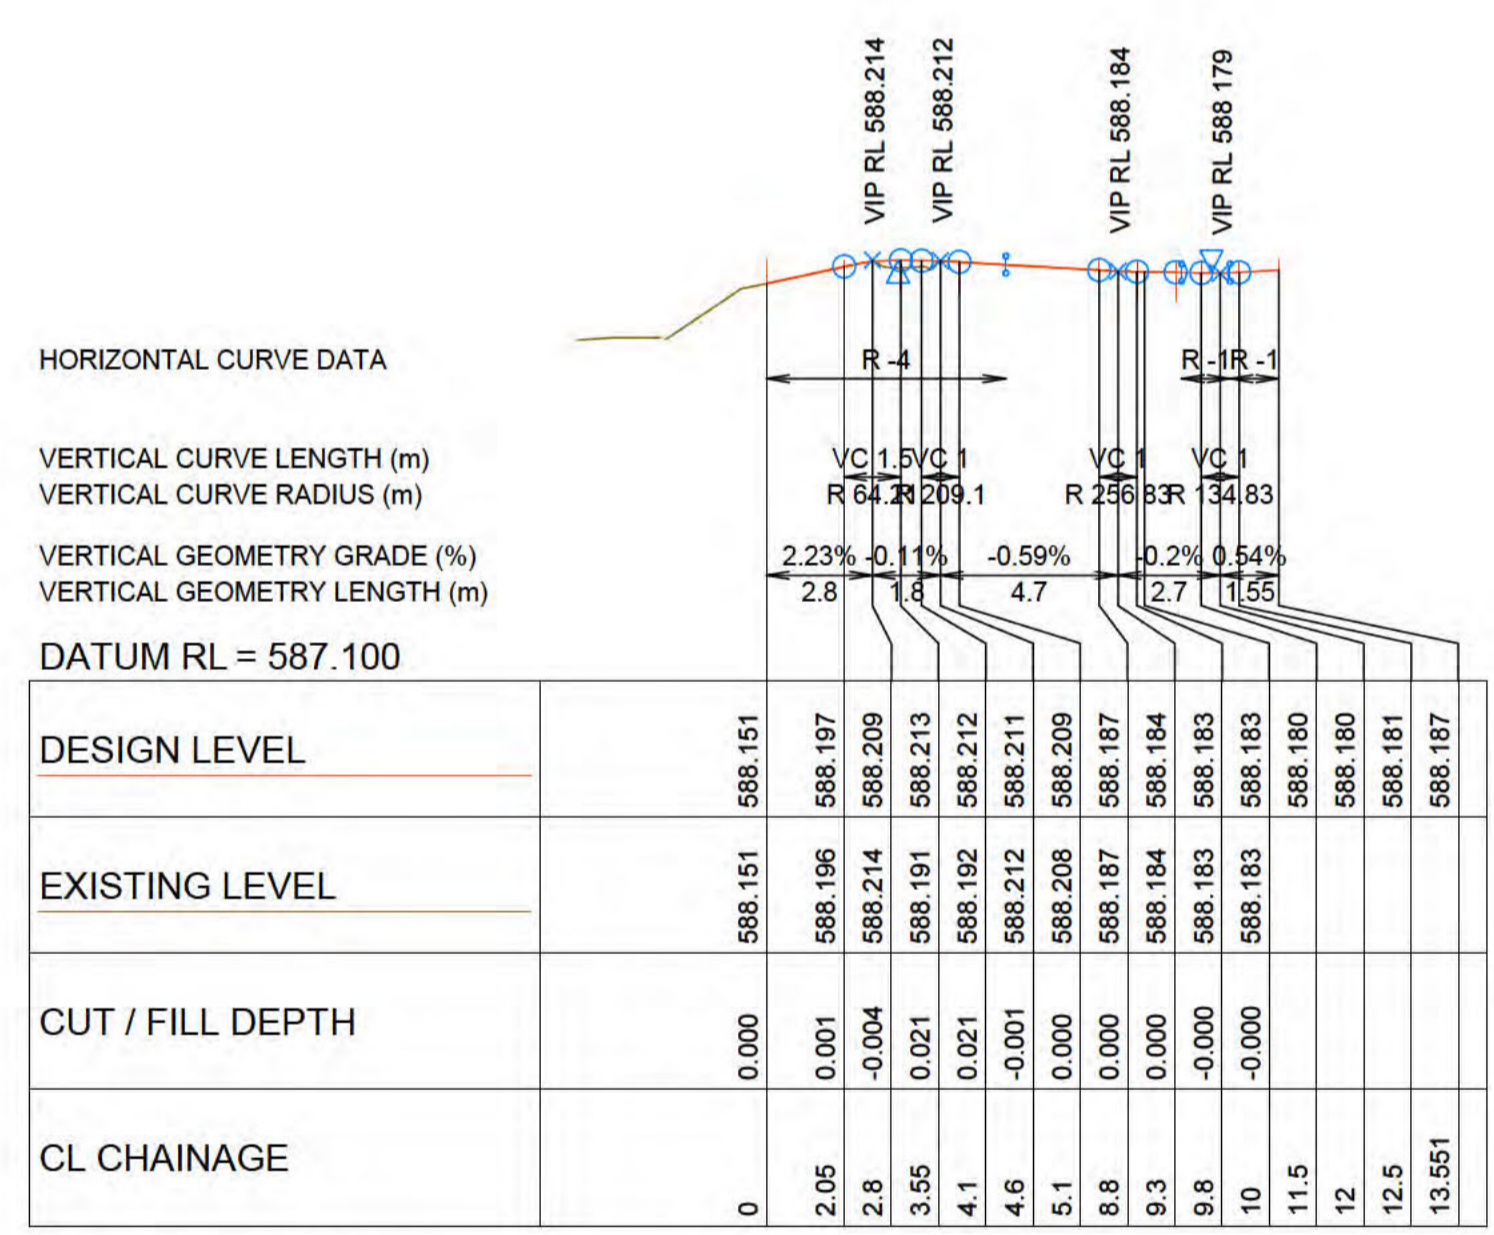 VIP RL 588.214
VIP RL 588.212
VIP RL 588.184
VIP RL 588 179
HORIZONTAL CURVE DATA
R -4
R -1
R -1
VERTICAL CURVE LENGTH (m)
VC 1.5
VC 1
VC 1
VC 1
VERTICAL CURVE RADIUS (m)
R 64.21
R 209.1
R 256.83
R 134.83
VERTICAL GEOMETRY GRADE (%)
2.23%
-0.11%
-0.59%
-0.2%
0.54%
VERTICAL GEOMETRY LENGTH (m)
2.8
1.8
4.7
2.7
1.55
DATUM RL = 587.100
DESIGN LEVEL
588.151
588.197
588.209
588.213
588.212
588.211
588.209
588.187
588.184
588.183
588.183
588.180
588.180
588.181
588.187
EXISTING LEVEL
588.151
588.196
588.214
588.191
588.192
588.212
588.208
588.187
588.184
588.183
588.183
CUT / FILL DEPTH
0.000
0.001
-0.004
0.021
0.021
-0.001
0.000
0.000
0.000
-0.000
-0.000
CL CHAINAGE
0
2.05
2.8
3.55
4.1
4.6
5.1
8.8
9.3
9.8
10
11.5
12
12.5
13.551